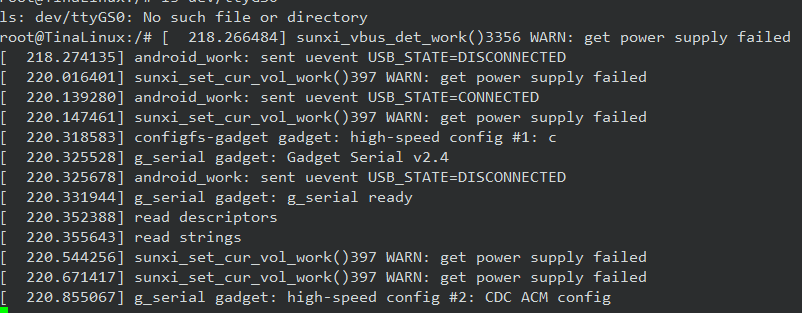 root@TinaLinux:/# ls dev/ttyGS0
ls: dev/ttyGS0: No such file or directory
root@TinaLinux:/# [  218.266484] sunxi_vbus_det_work()3356 WARN: get power supply failed
[  218.274135] android_work: sent uevent USB_STATE=DISCONNECTED
[  220.016401] sunxi_set_cur_vol_work()397 WARN: get power supply failed
[  220.139280] android_work: sent uevent USB_STATE=CONNECTED
[  220.147461] sunxi_set_cur_vol_work()397 WARN: get power supply failed
[  220.318583] configfs-gadget gadget: high-speed config #1: c
[  220.325528] g_serial gadget: Gadget Serial v2.4
[  220.325678] android_work: sent uevent USB_STATE=DISCONNECTED
[  220.331944] g_serial gadget: g_serial ready
[  220.352388] read descriptors
[  220.355643] read strings
[  220.544256] sunxi_set_cur_vol_work()397 WARN: get power supply failed
[  220.671417] sunxi_set_cur_vol_work()397 WARN: get power supply failed
[  220.855067] g_serial gadget: high-speed config #2: CDC ACM config